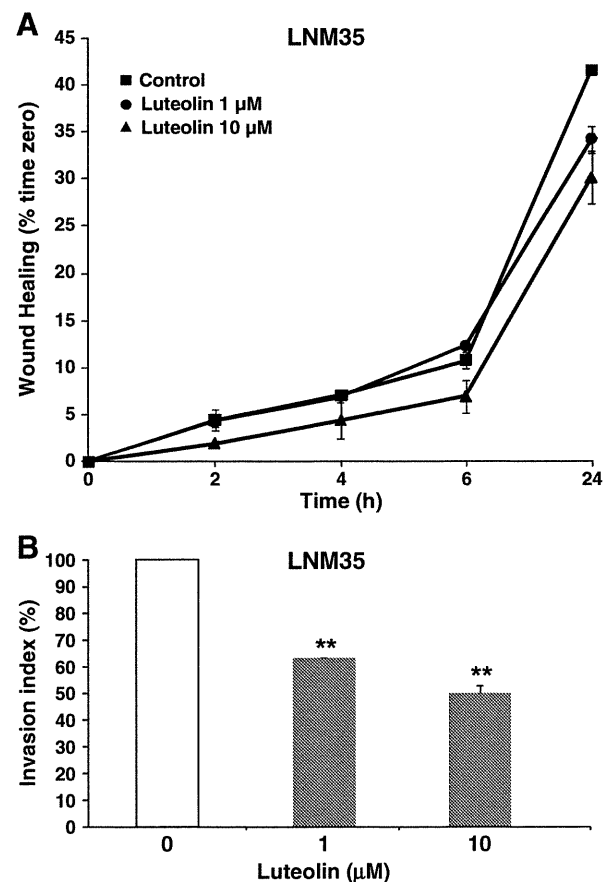 A
LNM35
Control
Luteolin 1 µM
Luteolin 10 µM
Wound Healing (% time zero)
45
40
35
30
25
20
15
10
5
0
0 2 4 6 24
Time (h)
B
LNM35
Invasion index (%)
100
90
80
70
60
50
40
30
20
10
0
**
**
0 1 10
Luteolin (µM)